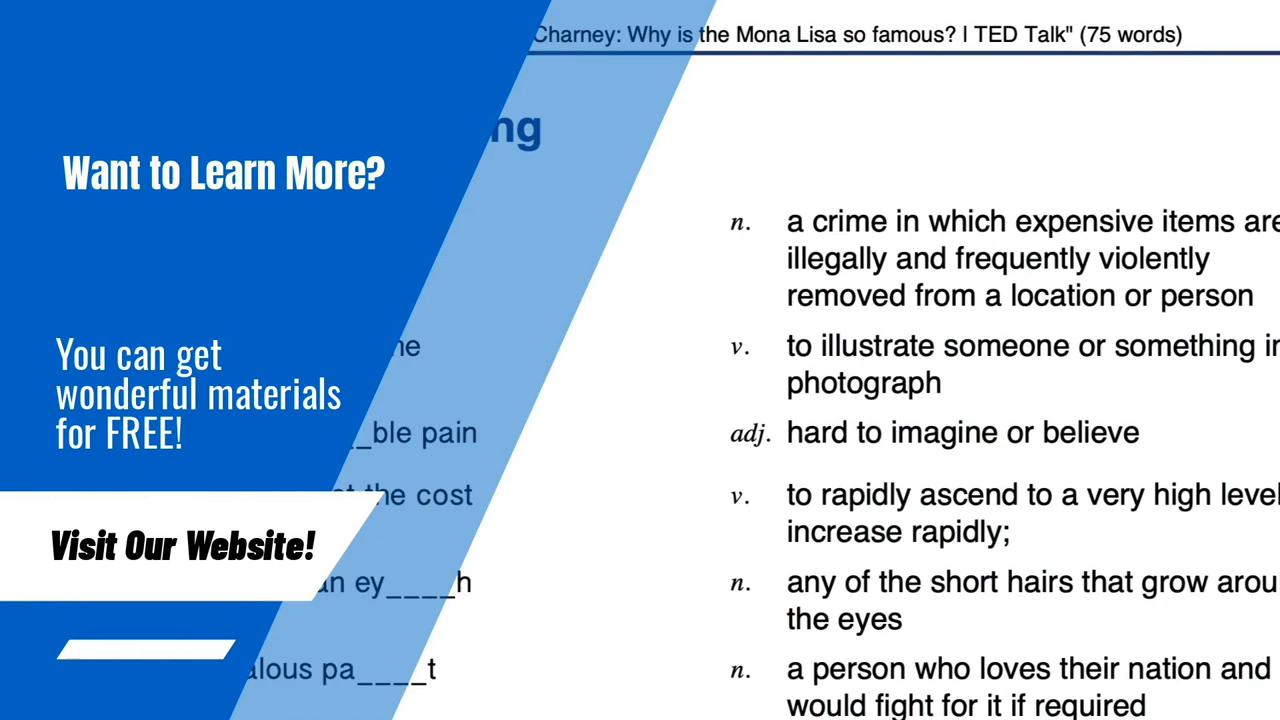 Charney: Why is the Mona Lisa so famous? | TED Talk" (75 words)
ng
Want to Learn More?
You can get
wonderful materials
for FREE!
Visit Our Website!
n. a crime in which expensive items are
illegally and frequently violently
removed from a location or person
he v. to illustrate someone or something in
photograph
_ble pain adj. hard to imagine or believe
the cost v. to rapidly ascend to a very high level
increase rapidly;
an ey____h n. any of the short hairs that grow arou
the eyes
alous pa____t n. a person who loves their nation and
would fight for it if required